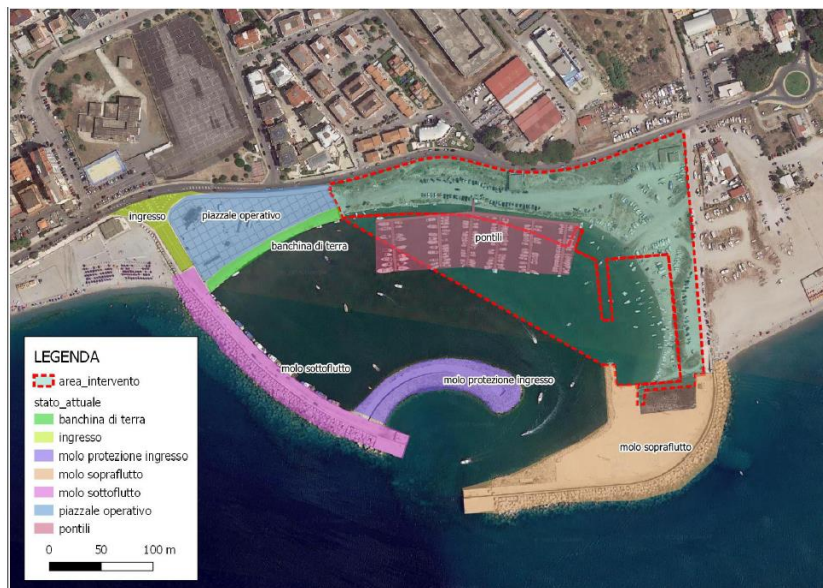 ingresso
piazzale operativo
banchina di terra
pontili
molo sottoflutto
molo protezione ingresso
molo sopraflutto
LEGENDA
area_intervento
stato_attuale
banchina di terra
ingresso
molo protezione ingresso
molo sopraflutto
molo sottoflutto
piazzale operativo
pontili
0 50 100 m